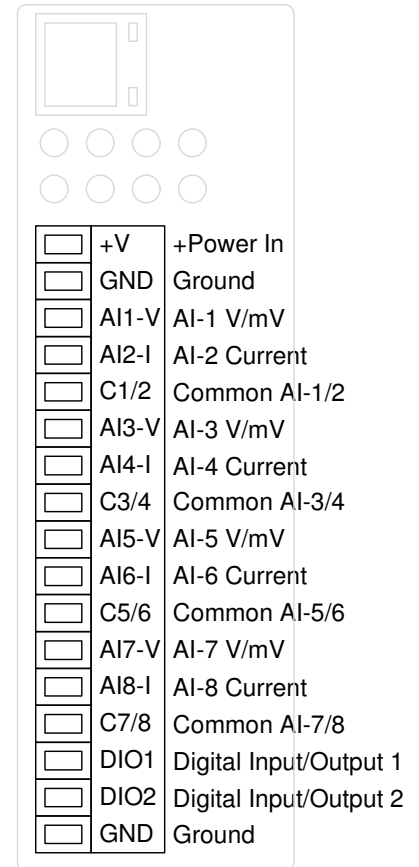 +V +Power In
GND Ground
AI1-V AI-1 V/mV
AI2-I AI-2 Current
C1/2 Common AI-1/2
AI3-V AI-3 V/mV
AI4-I AI-4 Current
C3/4 Common AI-3/4
AI5-V AI-5 V/mV
AI6-I AI-6 Current
C5/6 Common AI-5/6
AI7-V AI-7 V/mV
AI8-I AI-8 Current
C7/8 Common AI-7/8
DIO1 Digital Input/Output 1
DIO2 Digital Input/Output 2
GND Ground